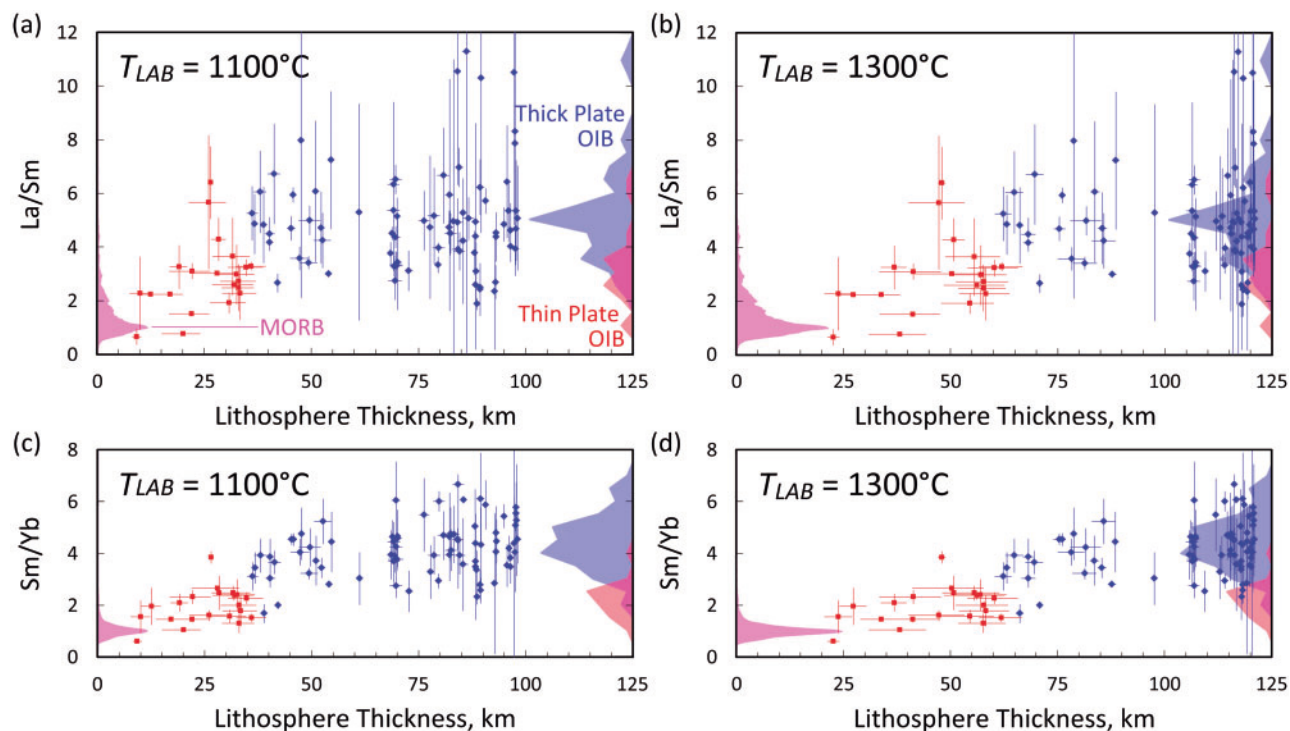 (a)
T_LAB = 1100°C
La/Sm
12
10
8
6
4
2
0
Thick Plate
OIB
MORB
Thin Plate
OIB
0 25 50 75 100 125
Lithosphere Thickness, km
(b)
T_LAB = 1300°C
La/Sm
12
10
8
6
4
2
0
0 25 50 75 100 125
Lithosphere Thickness, km
(c)
T_LAB = 1100°C
Sm/Yb
8
6
4
2
0
0 25 50 75 100 125
Lithosphere Thickness, km
(d)
T_LAB = 1300°C
Sm/Yb
8
6
4
2
0
0 25 50 75 100 125
Lithosphere Thickness, km